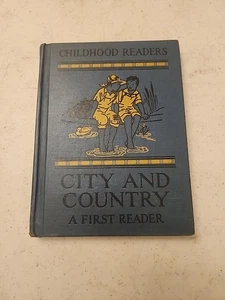 CHILDHOOD READERS
CITY AND
COUNTRY
A FIRST READER